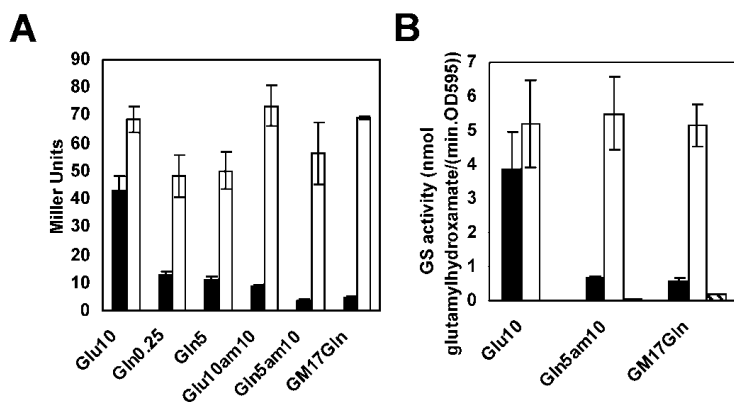 A
Miller Units
90
80
70
60
50
40
30
20
10
0
Glu10
Gln0.25
Gln5
Glu10am10
Gln5am10
GM17Gln
B
GS activity (nmol
glutamylhydroxamate/(min.OD595))
7
6
5
4
3
2
1
0
Glu10
Gln5am10
GM17Gln